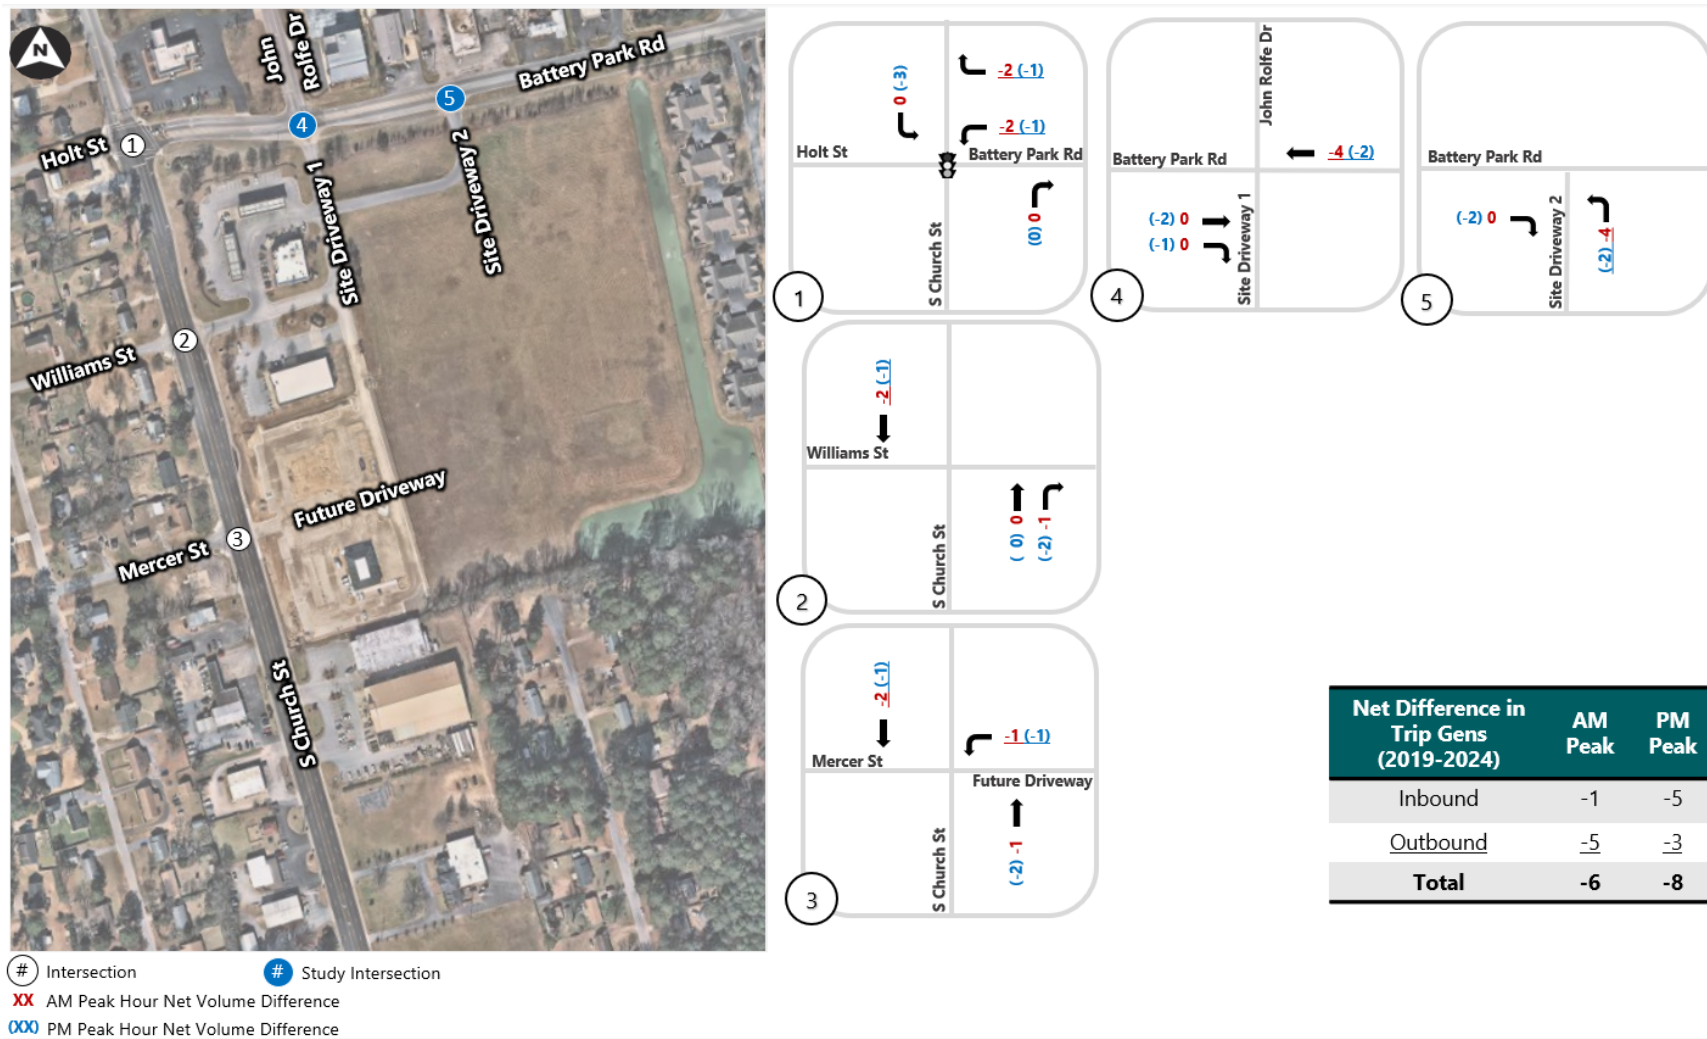 N
John
Rolfe Dr
Battery Park Rd
5
4
Holt St
1
Site Driveway 2
Site Driveway 1
2
Williams St
Future Driveway
3
Mercer St
S Church St
# Intersection
# Study Intersection
XX AM Peak Hour Net Volume Difference
(XX) PM Peak Hour Net Volume Difference
0 (-3)
-2 (-1)
-2 (-1)
Holt St
Battery Park Rd
(0) 0
S Church St
1
John Rolfe Dr
Battery Park Rd
-4 (-2)
(-2) 0
(-1) 0
Site Driveway 1
4
Battery Park Rd
(-2) 0
Site Driveway 2
(-2) -4
5
-2 (-1)
Williams St
S Church St
( 0) 0
(-2) -1
2
-2 (-1)
-1 (-1)
Mercer St
Future Driveway
S Church St
(-2) -1
3
Net Difference in
Trip Gens
(2019-2024)
AM
Peak
PM
Peak
Inbound -1 -5
Outbound -5 -3
Total -6 -8